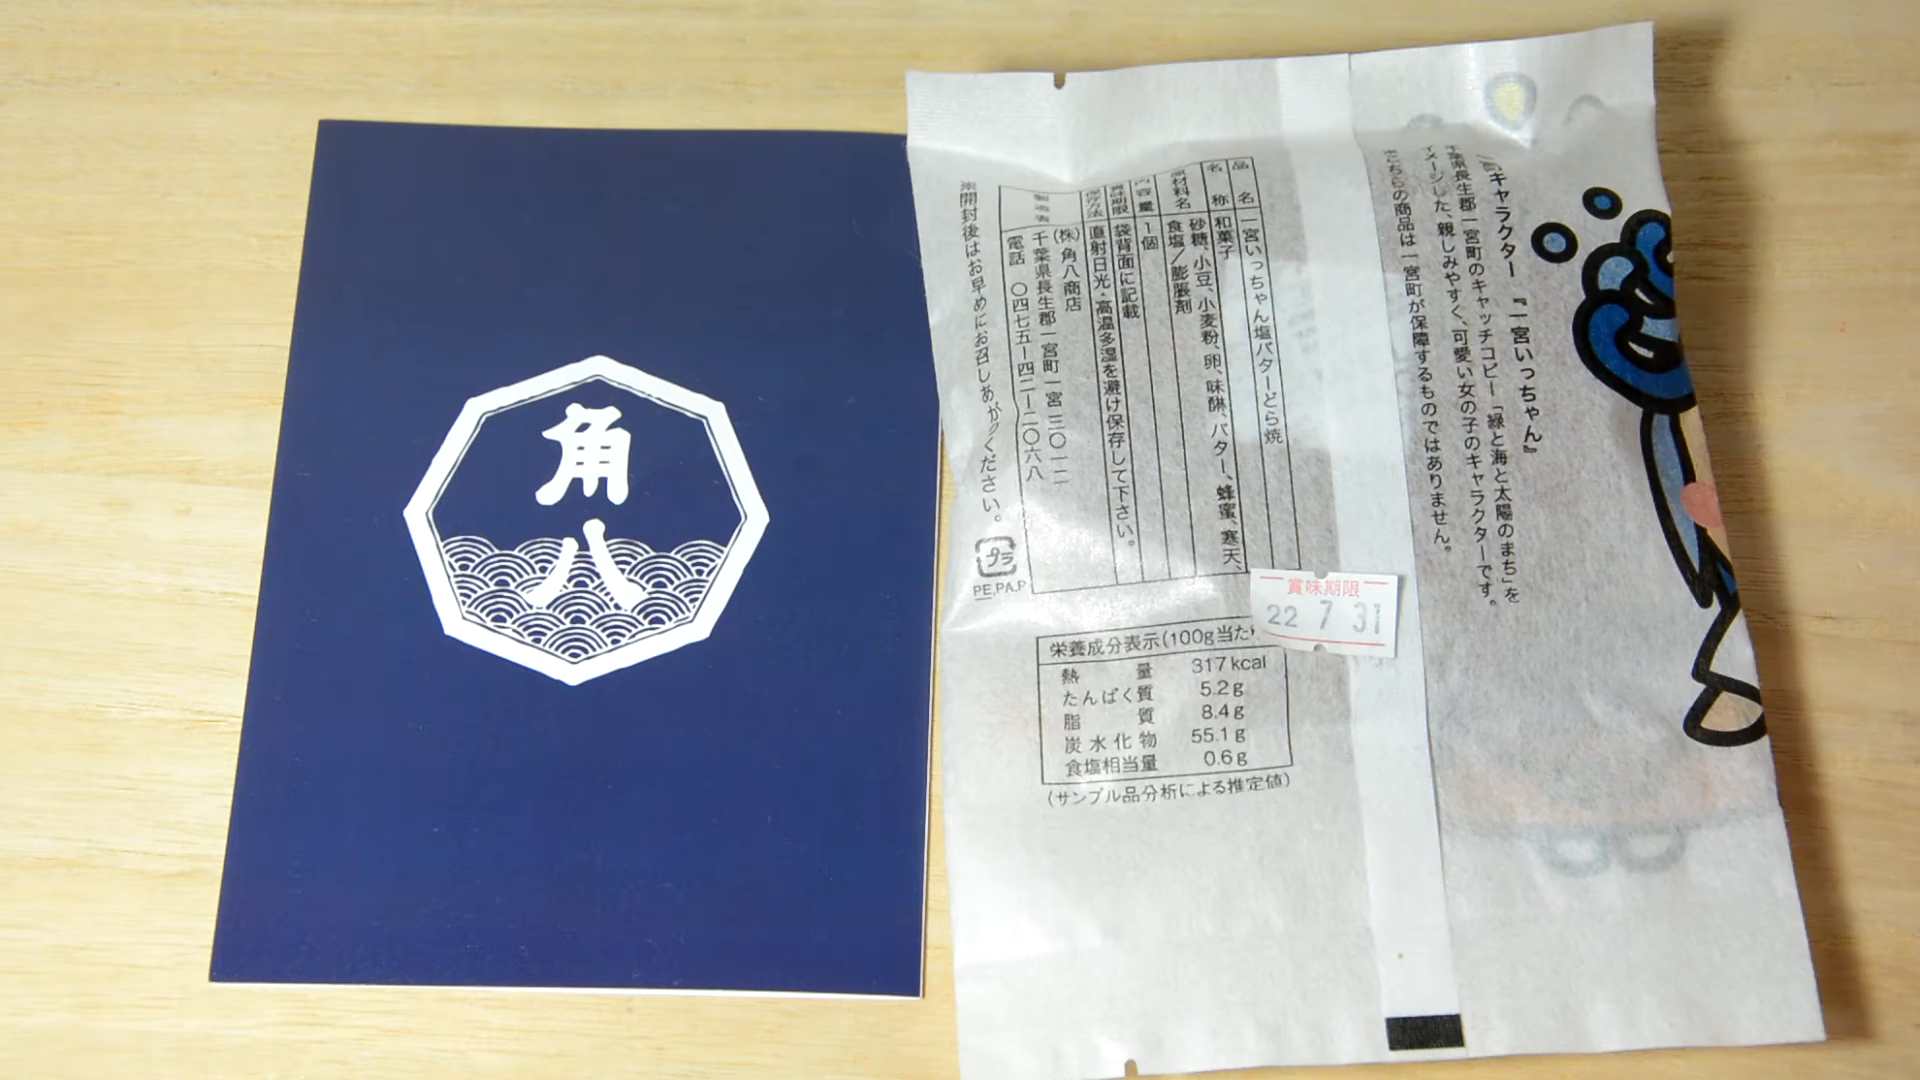 角八
キャラクター『一宮いっちゃん』
千葉県長生郡一宮町のキャッチコピー「緑と海と太陽のまち」を
イメージした、親しみやすく、可愛い女の子のキャラクターです。
※こちらの商品は一宮町が保障するものではありません。
品名 一宮いっちゃん塩バターどら焼
名称 和菓子
原材料名 砂糖、小豆、小麦粉、卵、味醂、バター、蜂蜜、寒天、
食塩/膨脹剤
内容量 1個
賞味期限 袋背面に記載
保存方法 直射日光・高温多湿を避け保存して下さい。
製造者 (株)角八商店
千葉県長生郡一宮町一宮三〇一二
電話 〇四七五―四二―二〇六八
※開封後はお早めにお召しあがりください。
プラ
PE,PA,P
賞味期限
22 7 31
栄養成分表示(100g当たり
熱量 317kcal
たんぱく質 5.2g
脂質 8.4g
炭水化物 55.1g
食塩相当量 0.6g
(サンプル品分析による推定値)